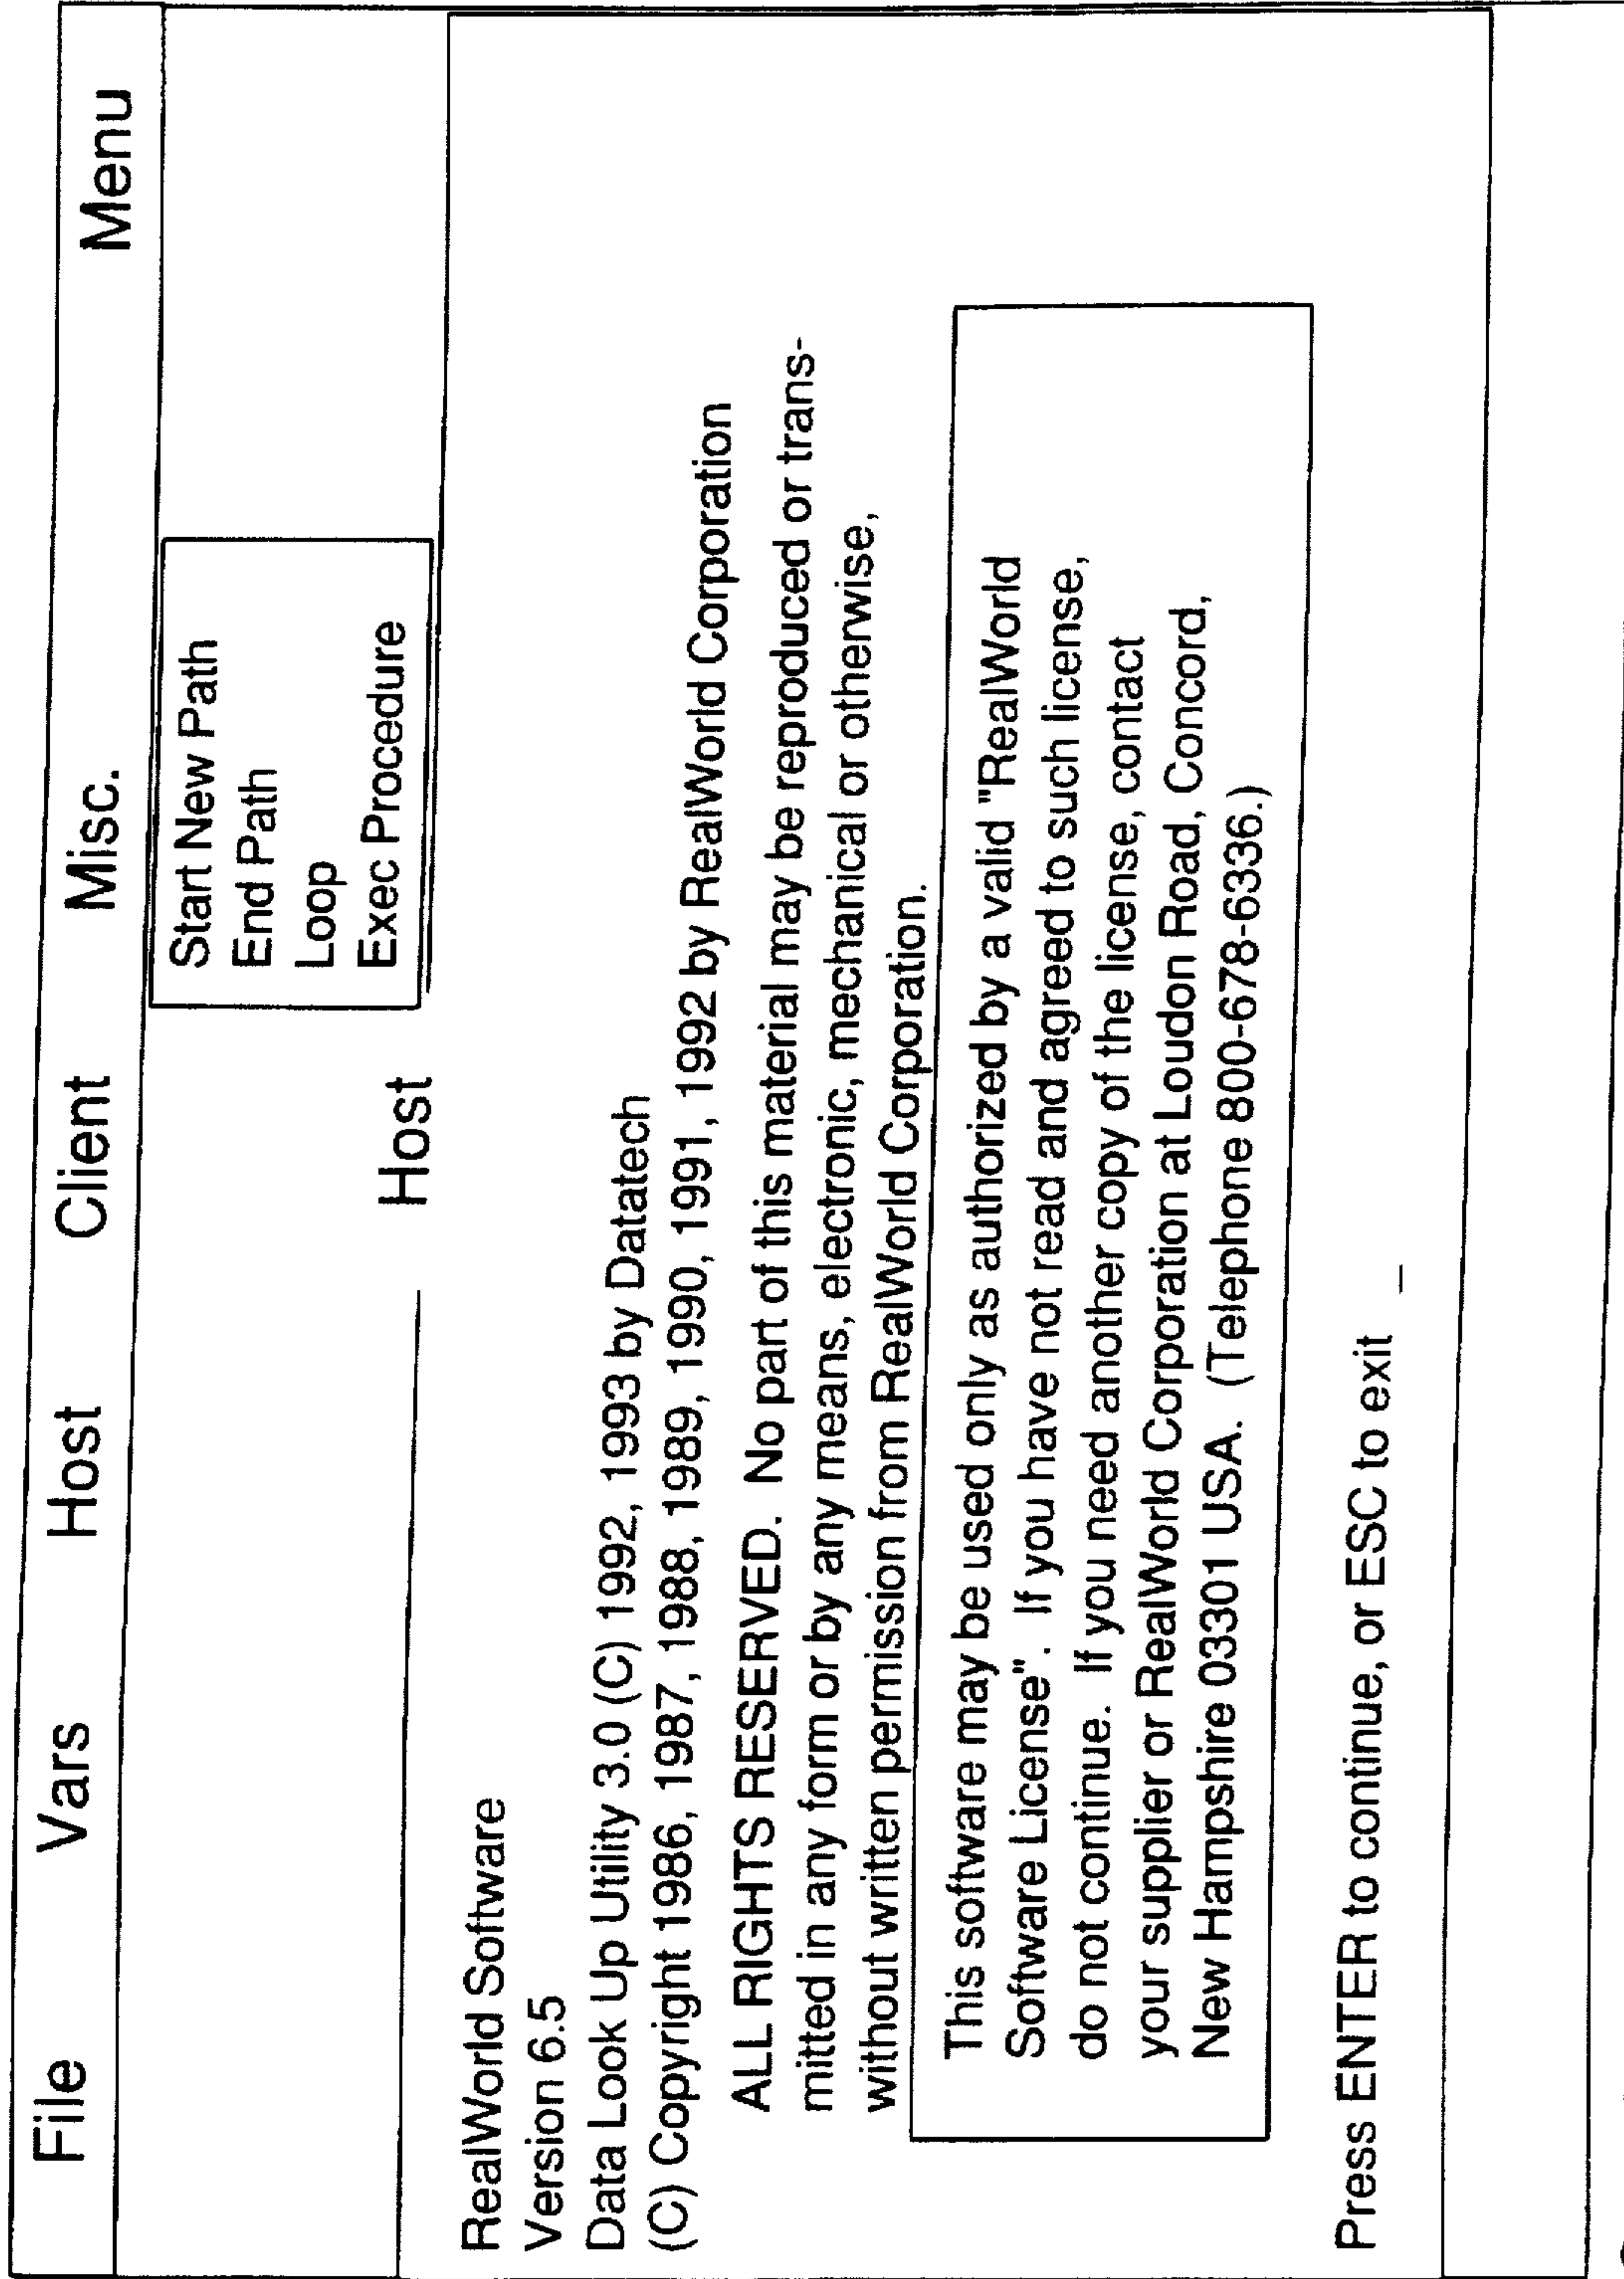 File Vars Host Client Misc. Menu
Start New Path
End Path
Loop
Exec Procedure
Host
RealWorld Software
Version 6.5
Data Look Up Utility 3.0 (C) 1992, 1993 by Datatech
(C) Copyright 1986, 1987, 1988, 1989, 1990, 1991, 1992 by RealWorld Corporation
ALL RIGHTS RESERVED. No part of this material may be reproduced or trans-
mitted in any form or by any means, electronic, mechanical or otherwise,
without written permission from RealWorld Corporation.
This software may be used only as authorized by a valid "RealWorld
Software License". If you have not read and agreed to such license,
do not continue. If you need another copy of the license, contact
your supplier or RealWorld Corporation at Loudon Road, Concord,
New Hampshire 03301 USA. (Telephone 800-678-6336.)
Press ENTER to continue, or ESC to exit _